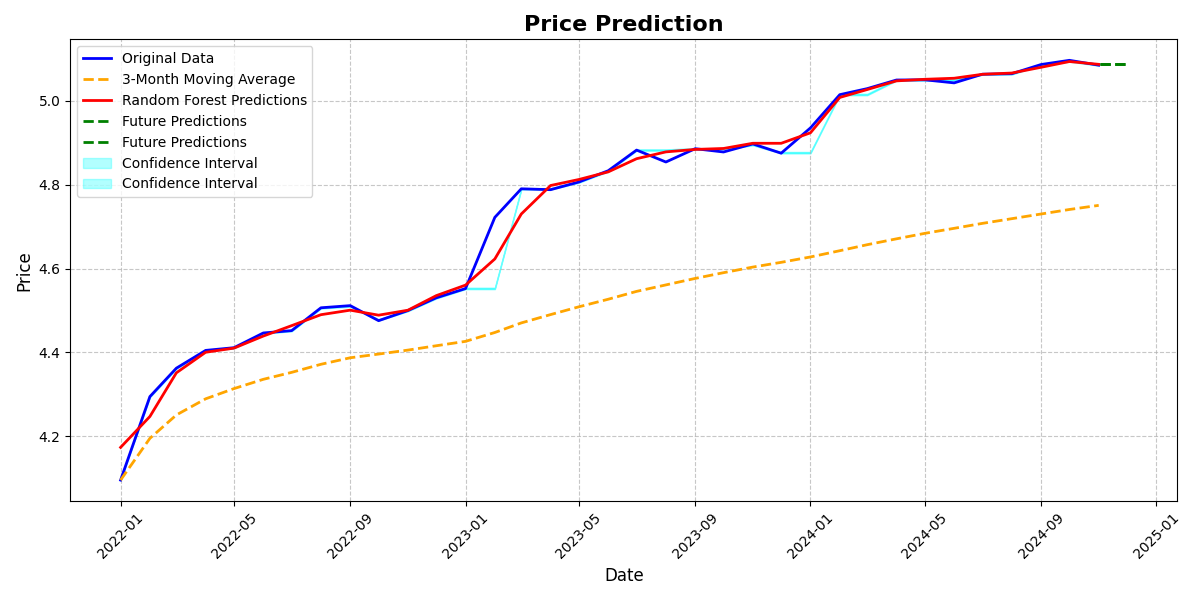 Price Prediction
Original Data
3-Month Moving Average
Random Forest Predictions
Future Predictions
Future Predictions
Confidence Interval
Confidence Interval
5.0
4.8
4.6
4.4
4.2
Price
2022-01
2022-05
2022-09
2023-01
2023-05
2023-09
2024-01
2024-05
2024-09
2025-01
Date